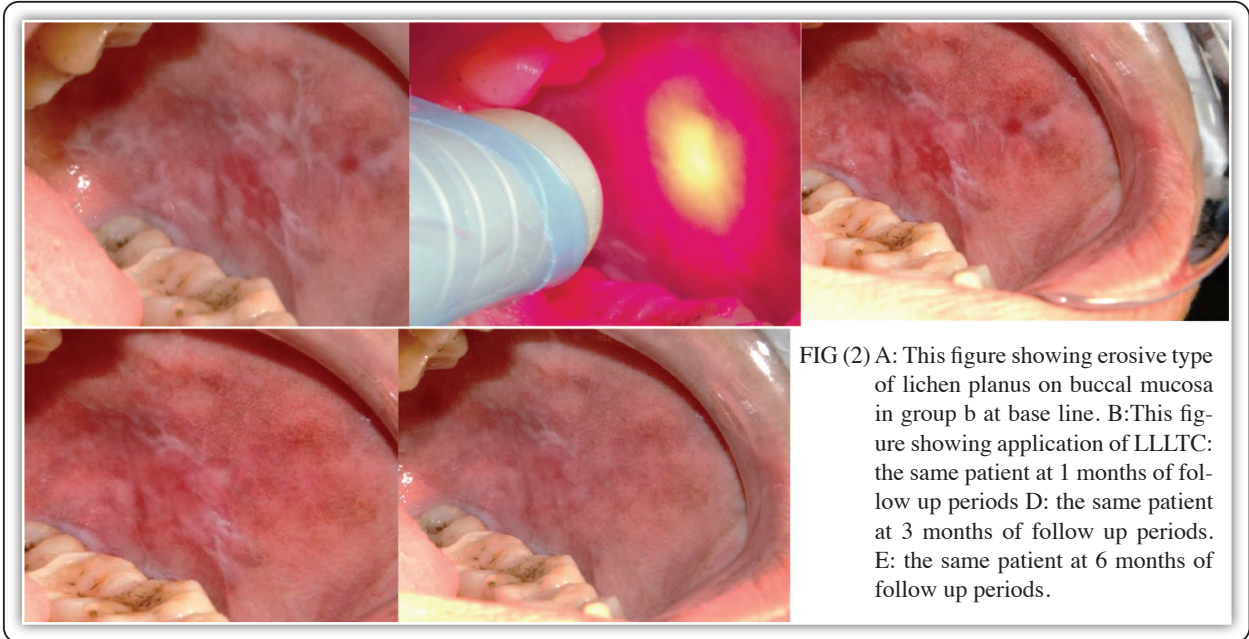 FIG (2) A: This figure showing erosive type
of lichen planus on buccal mucosa
in group b at base line. B:This fig-
ure showing application of LLLTC:
the same patient at 1 months of fol-
low up periods D: the same patient
at 3 months of follow up periods.
E: the same patient at 6 months of
follow up periods.